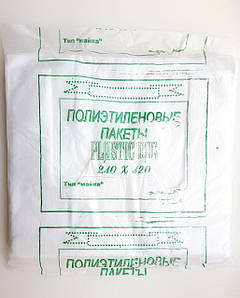 Тип "майка"
ПОЛИЭТИЛЕНОВЫЕ
ПАКЕТЫ
PLASTIC BAG
240 X 420
Тип "майка"
ПОЛИЭТИЛЕНОВЫЕ
ПАКЕТЫ